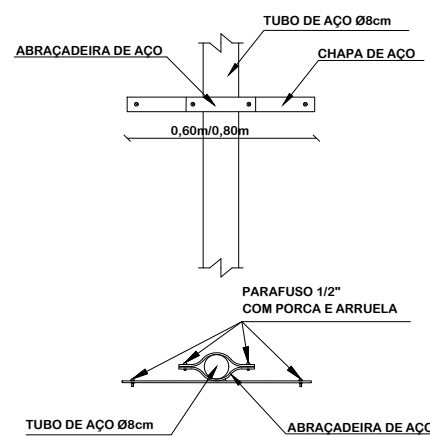 TUBO DE AÇO Ø8cm
ABRAÇADEIRA DE AÇO
CHAPA DE AÇO
0,60m/0,80m
PARAFUSO 1/2"
COM PORCA E ARRUELA
TUBO DE AÇO Ø8cm
ABRAÇADEIRA DE AÇO